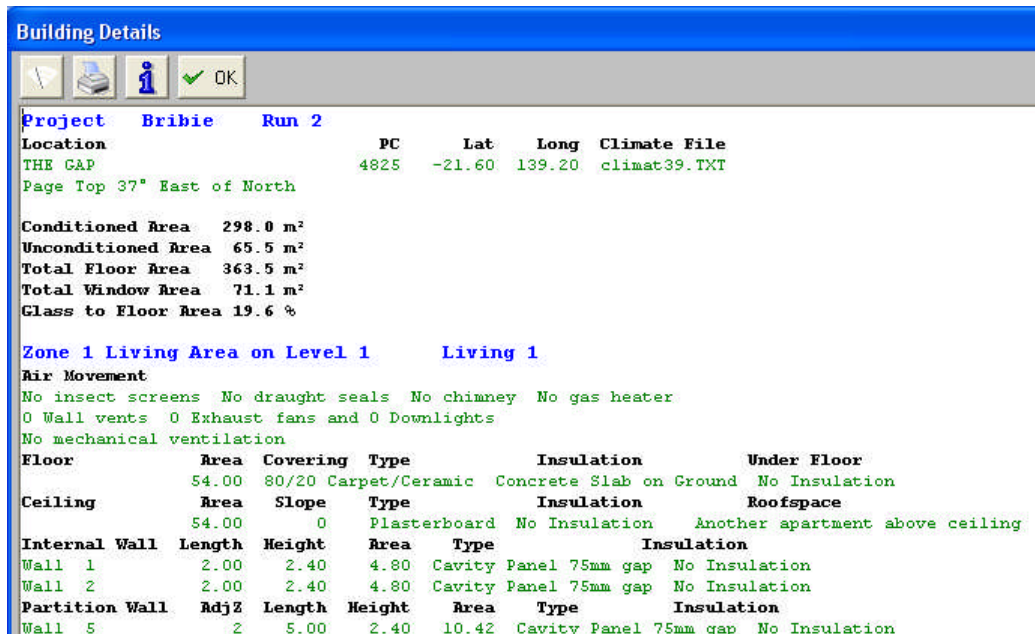 Building Details
OK
Project Bribie Run 2
Location PC Lat Long Climate File
THE GAP 4825 -21.60 139.20 climat39.TXT
Page Top 37° East of North
Conditioned Area 298.0 m²
Unconditioned Area 65.5 m²
Total Floor Area 363.5 m²
Total Window Area 71.1 m²
Glass to Floor Area 19.6 %
Zone 1 Living Area on Level 1 Living 1
Air Movement
No insect screens No draught seals No chimney No gas heater
0 Wall vents 0 Exhaust fans and 0 Downlights
No mechanical ventilation
Floor Area Covering Type Insulation Under Floor
54.00 80/20 Carpet/Ceramic Concrete Slab on Ground No Insulation
Ceiling Area Slope Type Insulation Roofspace
54.00 0 Plasterboard No Insulation Another apartment above ceiling
Internal Wall Length Height Area Type Insulation
Wall 1 2.00 2.40 4.80 Cavity Panel 75mm gap No Insulation
Wall 2 2.00 2.40 4.80 Cavity Panel 75mm gap No Insulation
Partition Wall AdjZ Length Height Area Type Insulation
Wall 5 2 5.00 2.40 10.42 Cavity Panel 75mm gap No Insulation